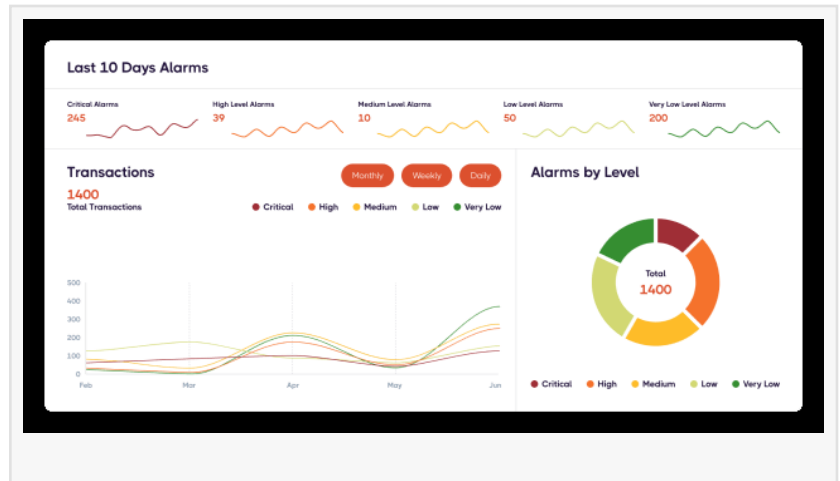 Last 10 Days Alarms
Critical Alarms
245
High Level Alarms
39
Medium Level Alarms
10
Low Level Alarms
50
Very Low Level Alarms
200
Transactions
Monthly Weekly Daily
1400
Total Transactions
Critical High Medium Low Very Low
500
400
300
200
100
0
Feb Mar Apr May Jun
Alarms by Level
Total
1400
Critical High Medium Low Very Low